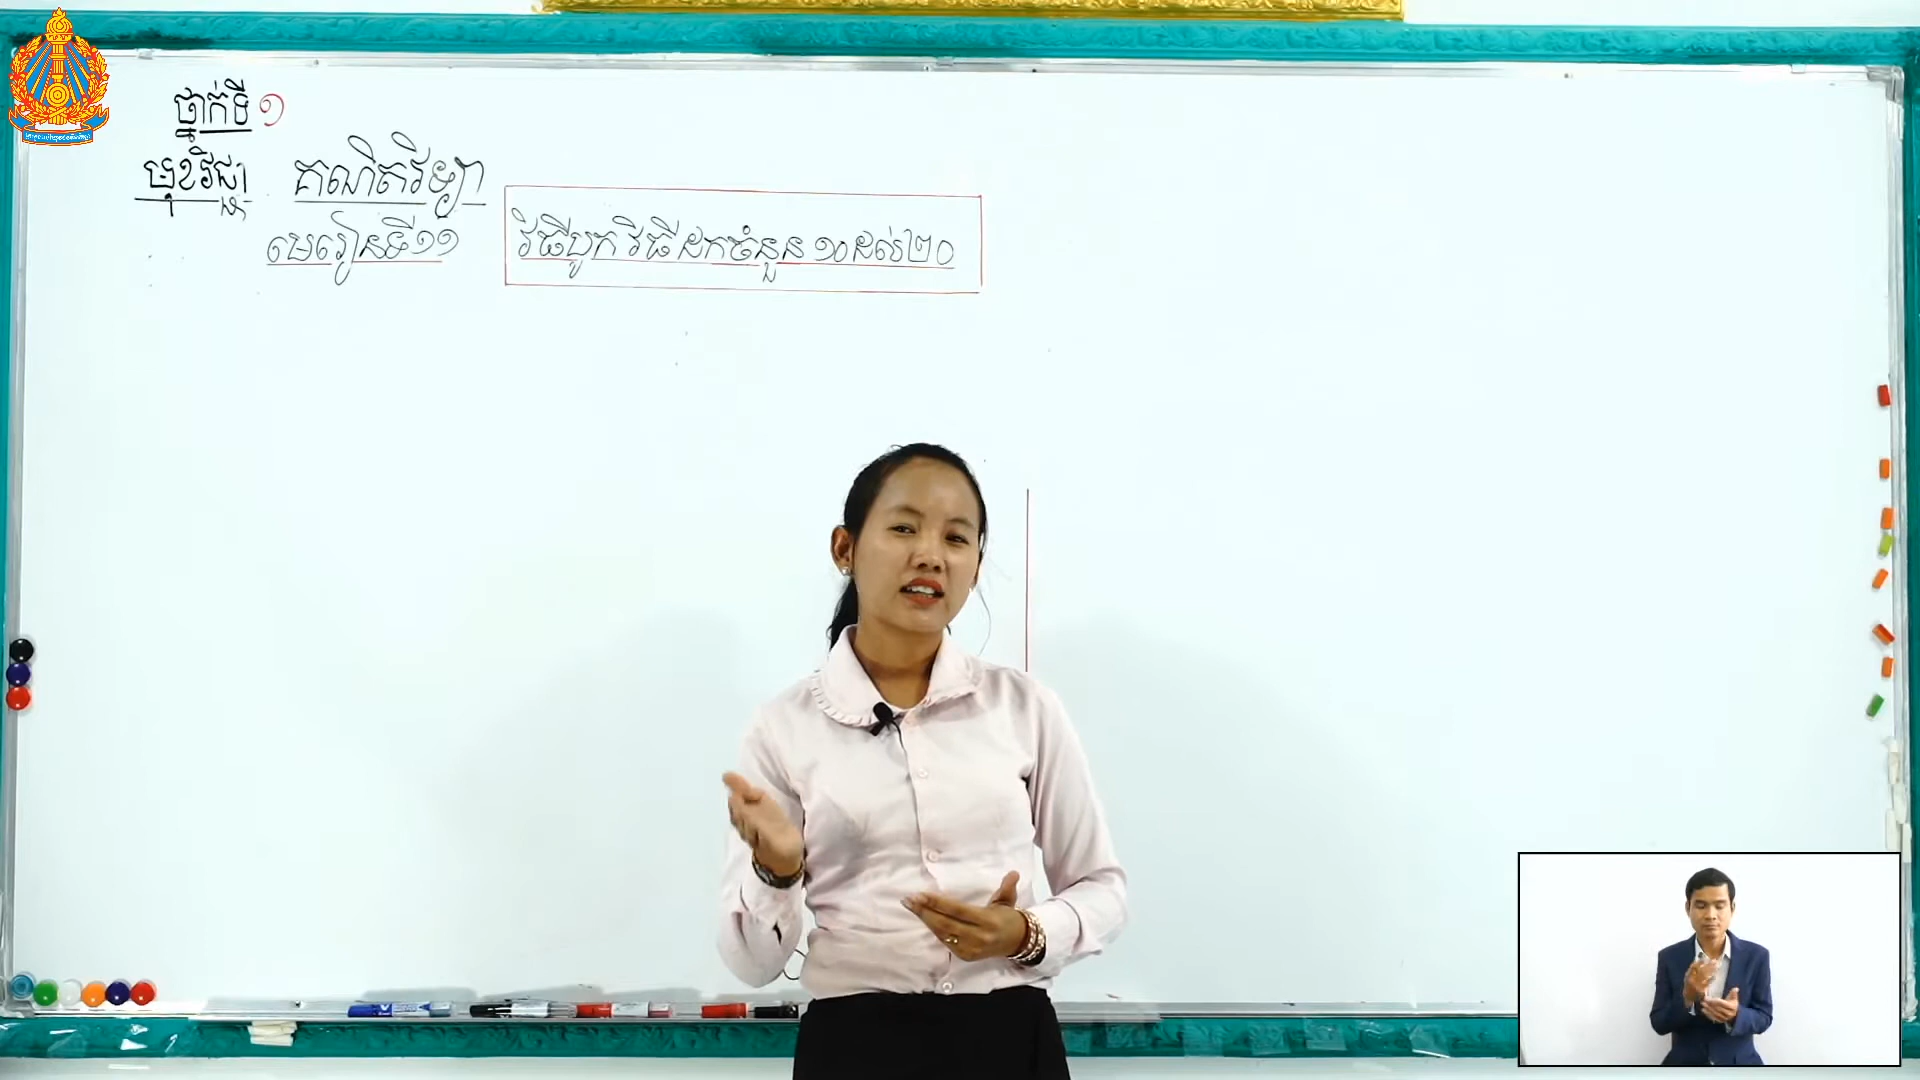 ថ្នាក់ទី ១
មុខវិជ្ជា គណិតវិទ្យា
មេរៀនទី១១ វិធីបូក វិធីដកចំនួន ១០ដល់២០